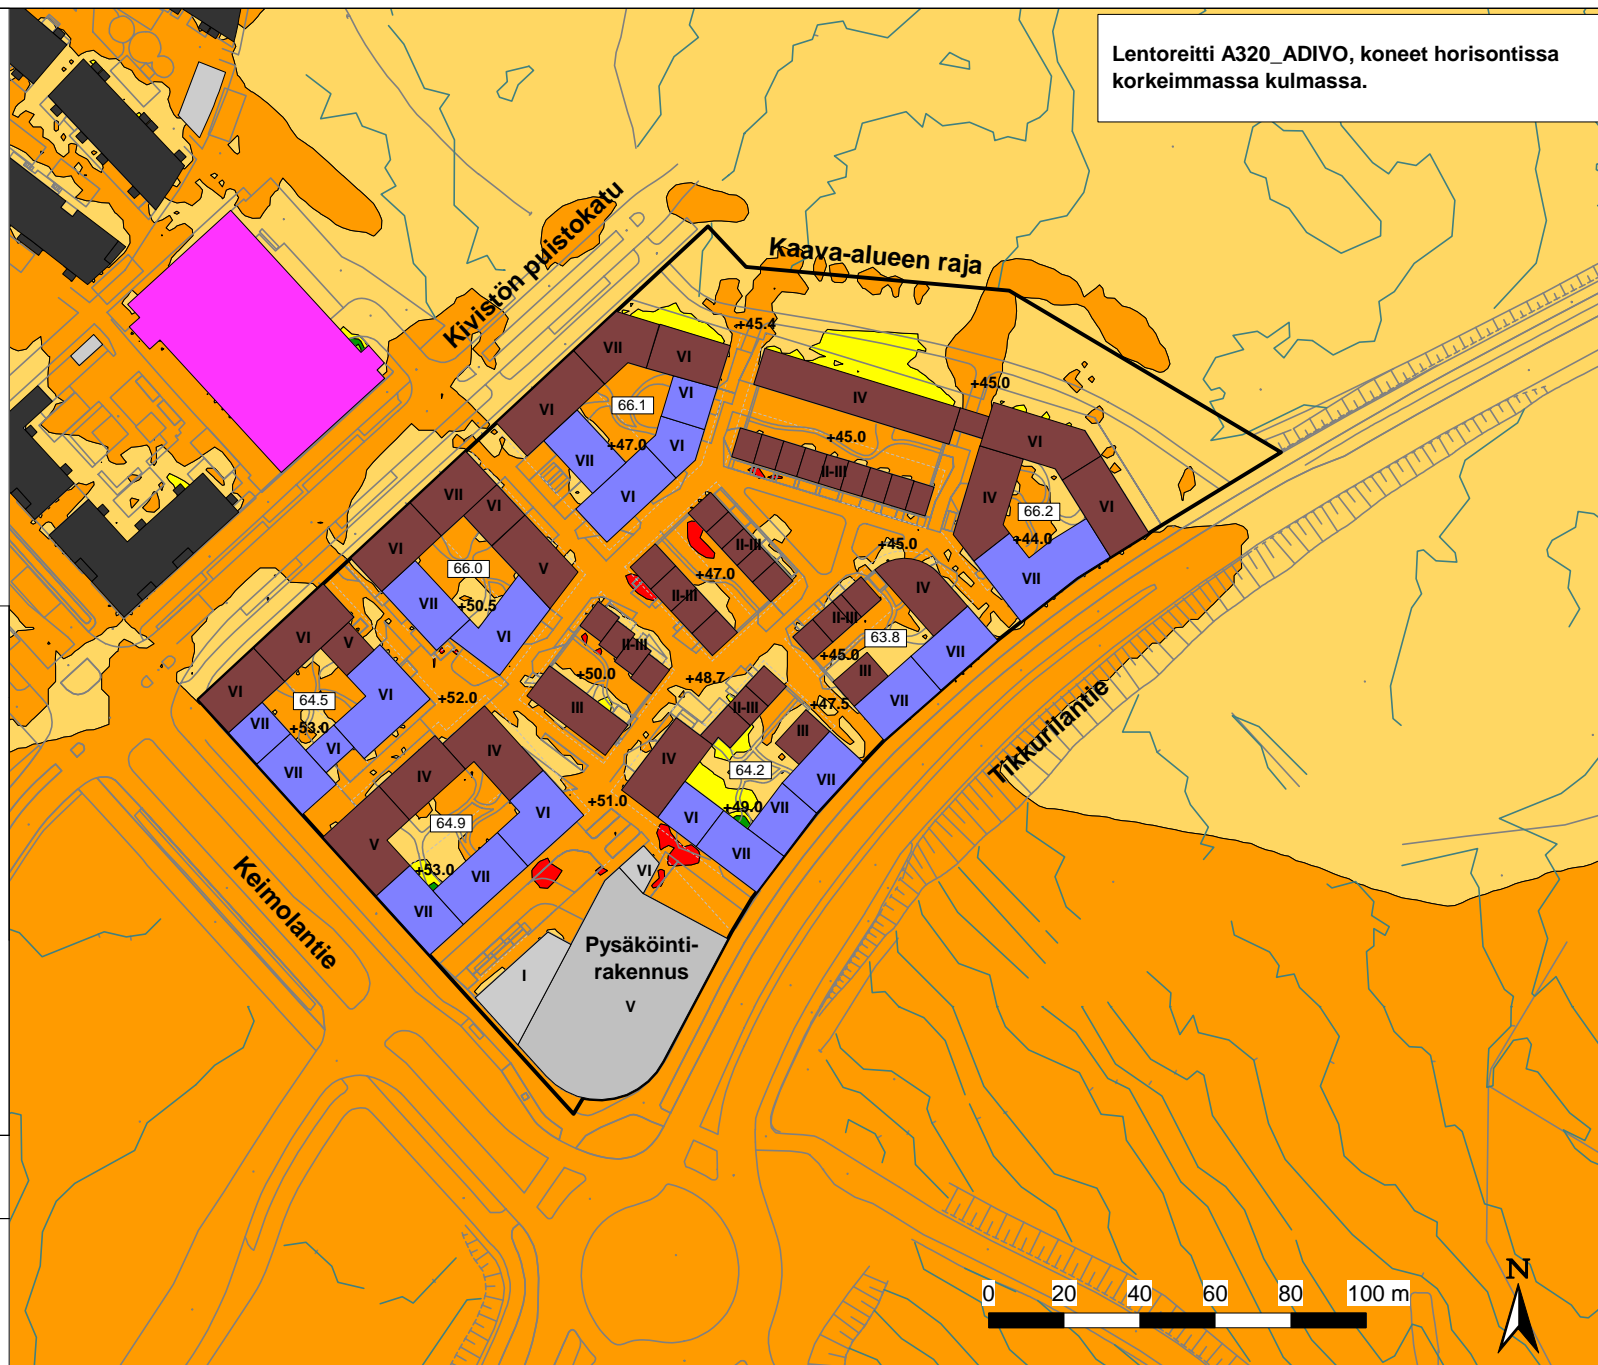 Lentoreitti A320_ADIVO, koneet horisontissa
korkeimmassa kulmassa.
Kivistön puistokatu
Kaava-alueen raja
+45.4
VII
VI
VI
66.1
VI
+47.0
VI
VII
VI
IV
+45.0
+45.0
II-III
VI
IV
VI
66.2
+44.0
VII
VII
VI
VI
V
66.0
VII
+50.5
VI
II-III
+47.0
II-III
+45.0
IV
II-III
63.8
+45.0
VII
III
VII
VI
V
VI
64.5
VI
VII
+53.0
VI
VII
+52.0
II-III
+50.0
III
+48.7
II-III
+47.5
III
IV
64.2
VII
+49.0
VII
VI
VII
Tikkurilantie
IV
IV
VI
+51.0
64.9
V
+53.0
VII
VII
VI
Keimolantie
Pysäköinti-
rakennus
I
V
0 20 40 60 80 100 m
N